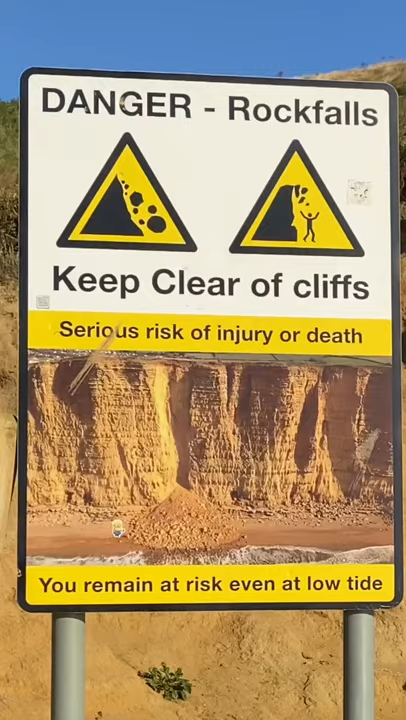 DANGER - Rockfalls
Keep Clear of cliffs
Serious risk of injury or death
You remain at risk even at low tide